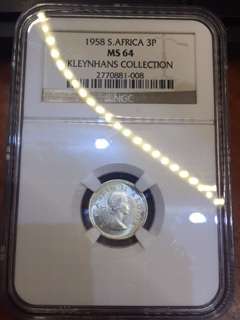 1958 S.AFRICA 3P
MS 64
KLEYNHANS COLLECTION
2770881-008
NGC